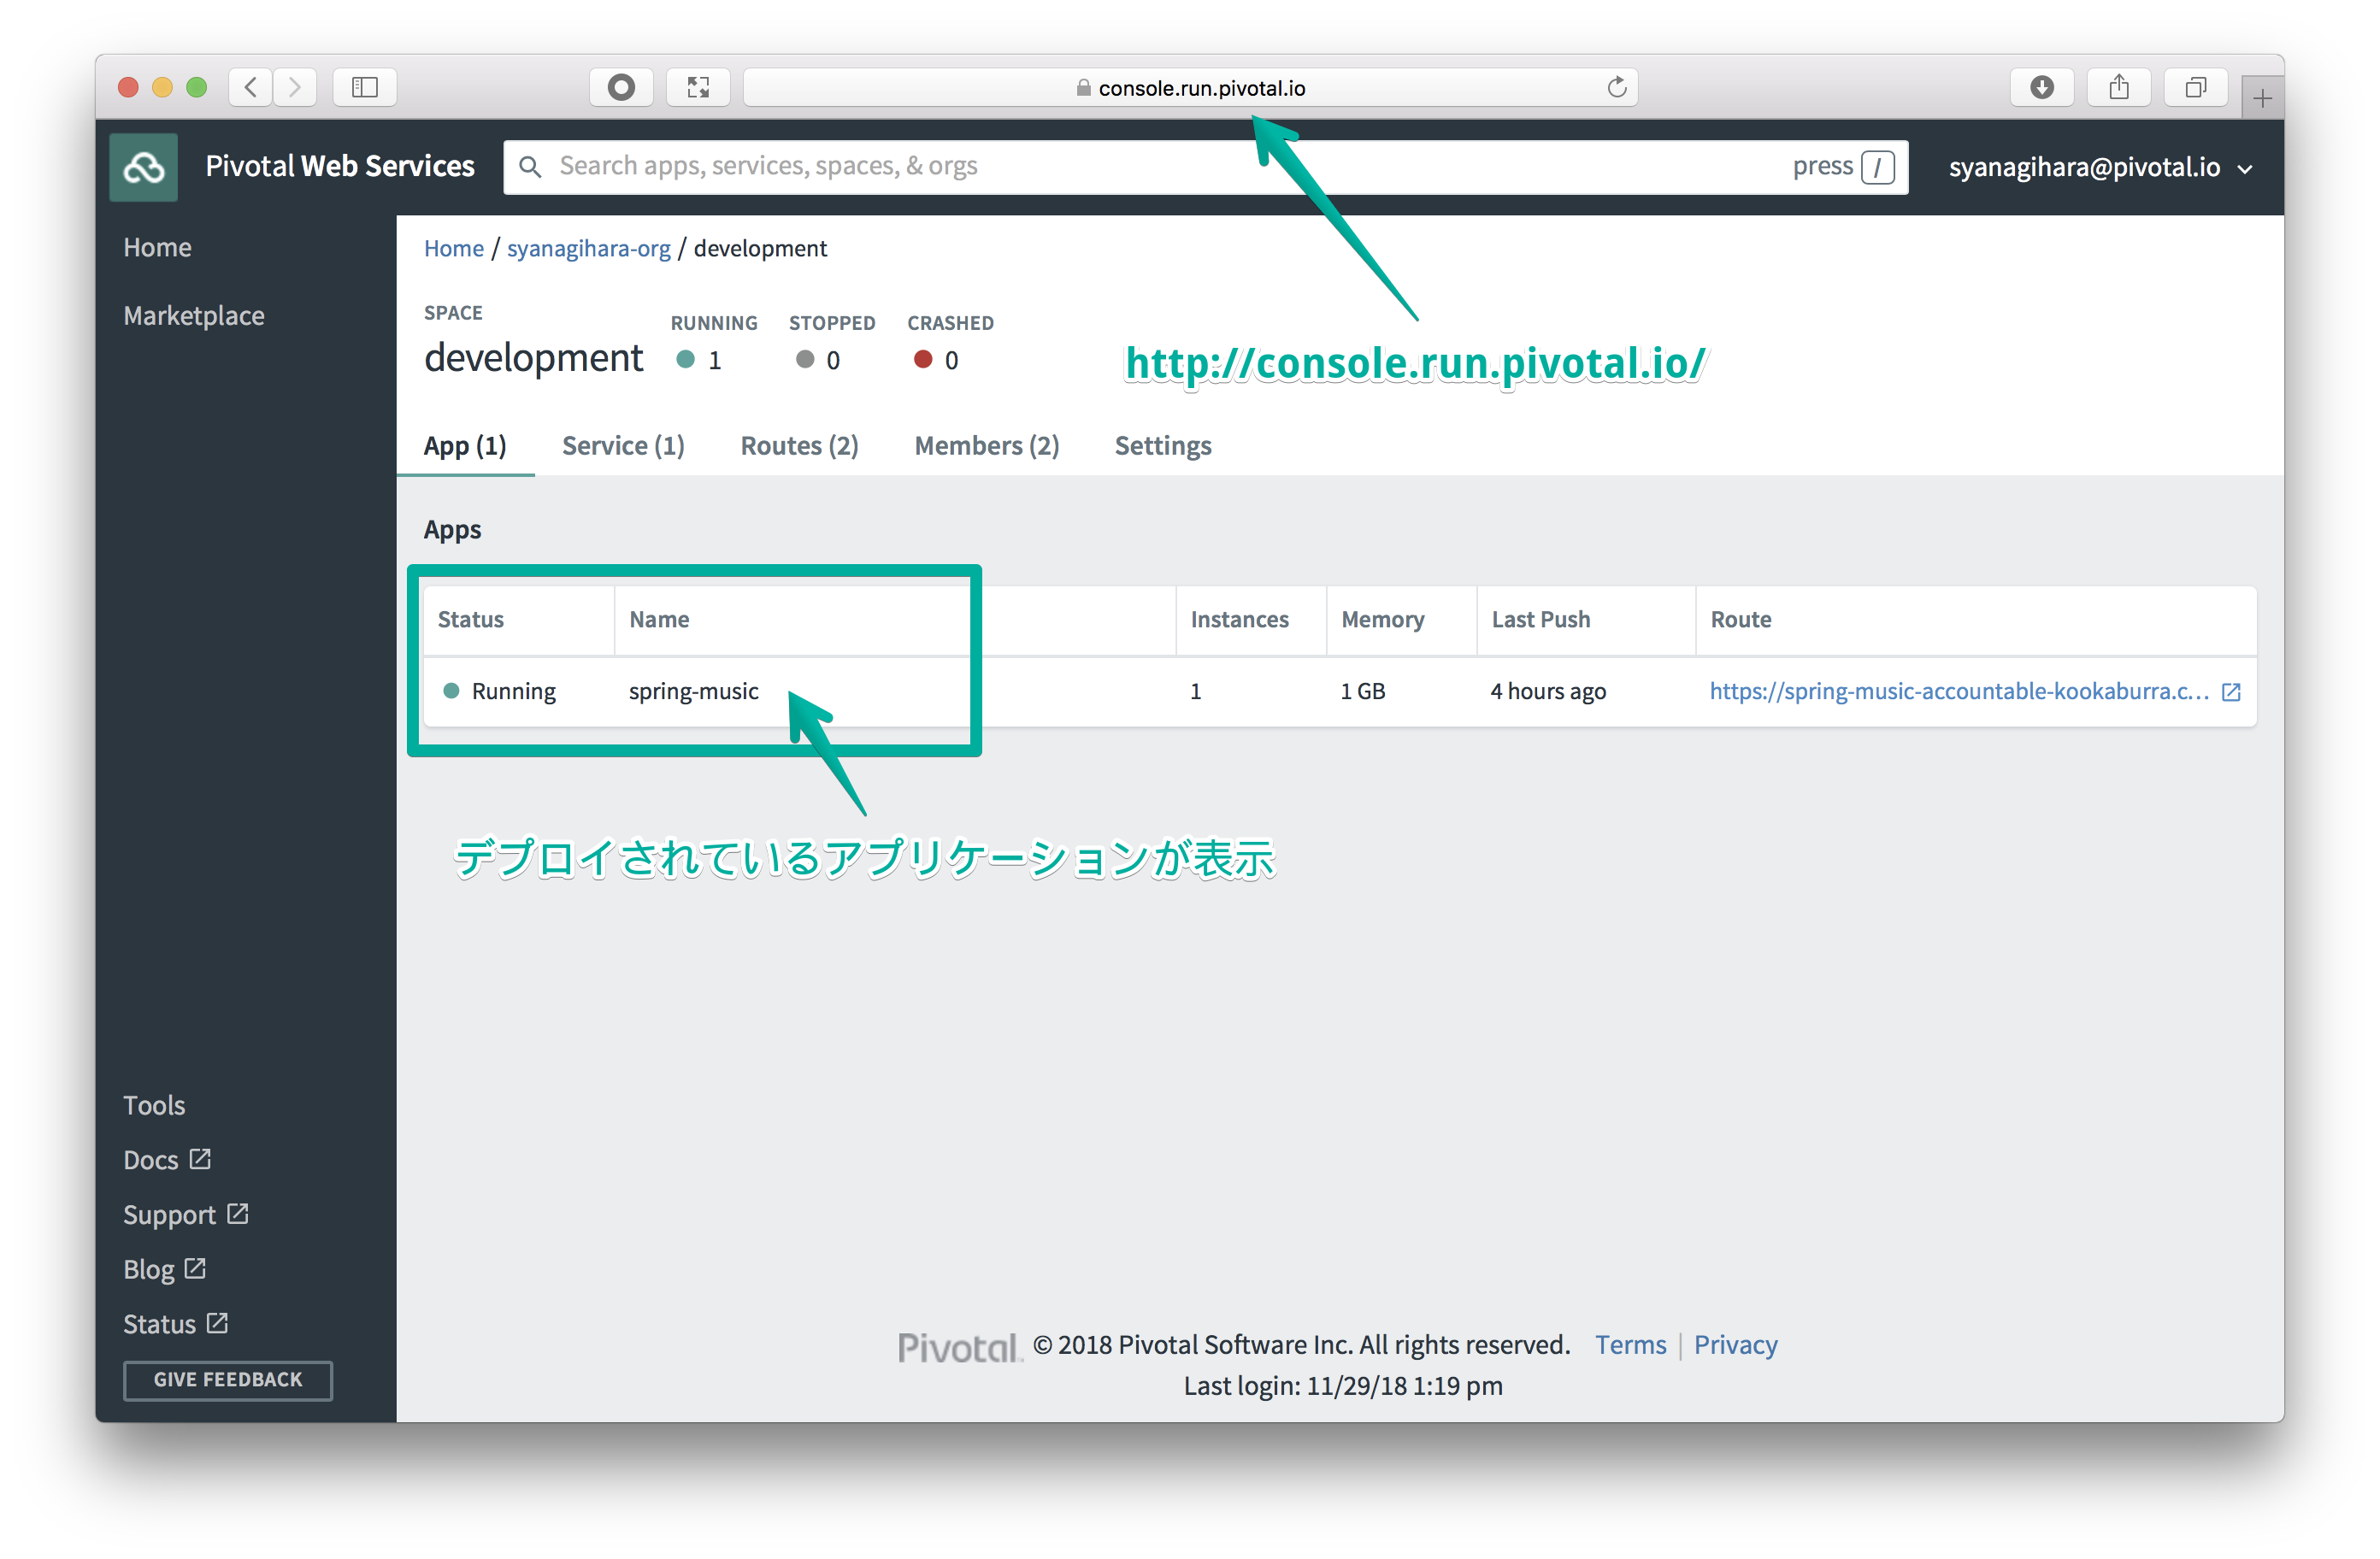 console.run.pivotal.io
Pivotal Web Services
Search apps, services, spaces, & orgs
press /
syanagihara@pivotal.io
Home
Marketplace
Home / syanagihara-org / development
SPACE
development
RUNNING
1
STOPPED
0
CRASHED
0
http://console.run.pivotal.io/
App (1)
Service (1)
Routes (2)
Members (2)
Settings
Apps
Status
Name
Instances
Memory
Last Push
Route
Running
spring-music
1
1 GB
4 hours ago
https://spring-music-accountable-kookaburra.c...
デプロイされているアプリケーションが表示
Tools
Docs
Support
Blog
Status
GIVE FEEDBACK
Pivotal. © 2018 Pivotal Software Inc. All rights reserved. Terms | Privacy
Last login: 11/29/18 1:19 pm